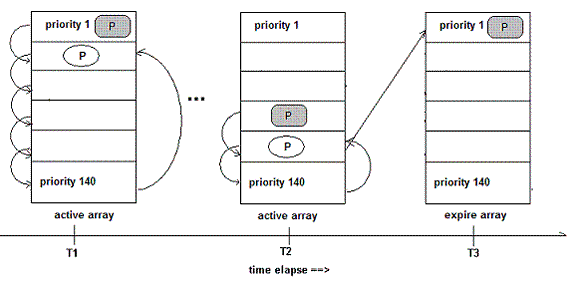 priority 1 P
P
priority 140
active array
...
P
priority 1
P
priority 140
active array
priority 1 P
priority 140
expire array
T1 T2 T3
time elapse ==>